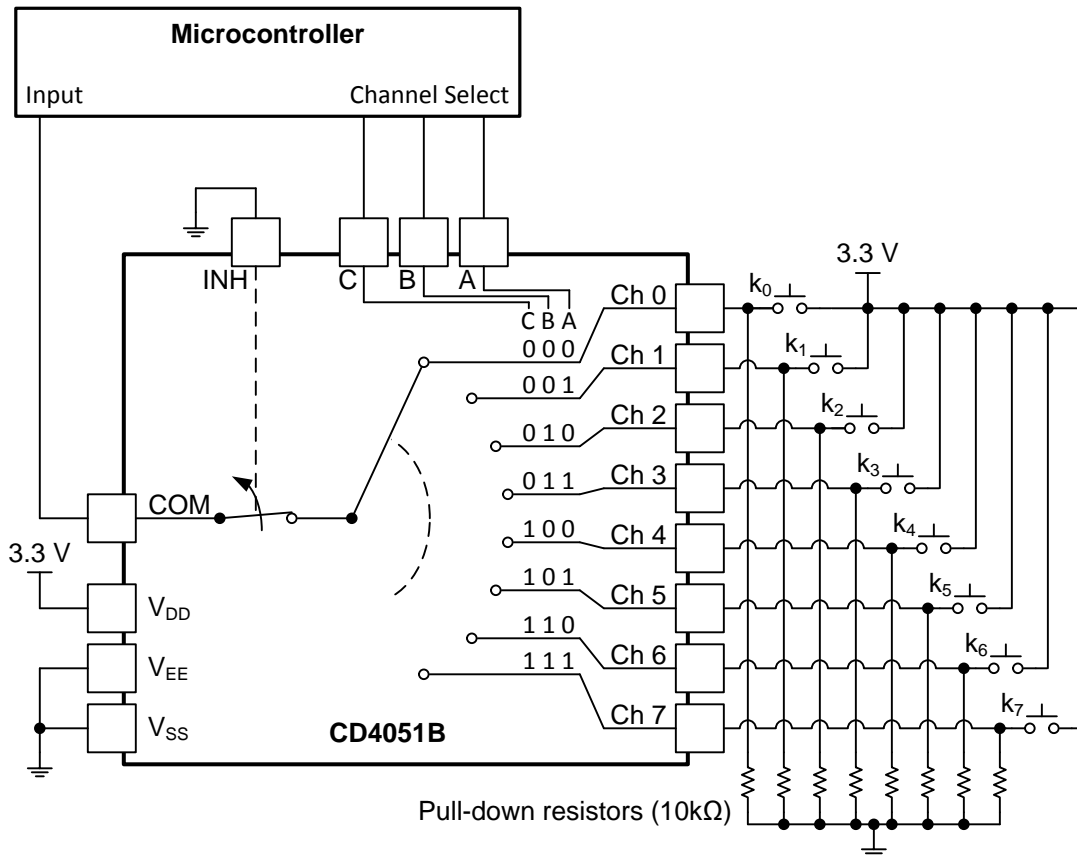 Microcontroller
Input
Channel Select
INH
C
B
A
3.3 V
k0
C B A
Ch 0
0 0 0
k1
Ch 1
0 0 1
k2
Ch 2
0 1 0
k3
Ch 3
0 1 1
COM
k4
Ch 4
1 0 0
3.3 V
k5
Ch 5
1 0 1
VDD
k6
Ch 6
1 1 0
VEE
1 1 1
k7
Ch 7
VSS
CD4051B
Pull-down resistors (10kΩ)